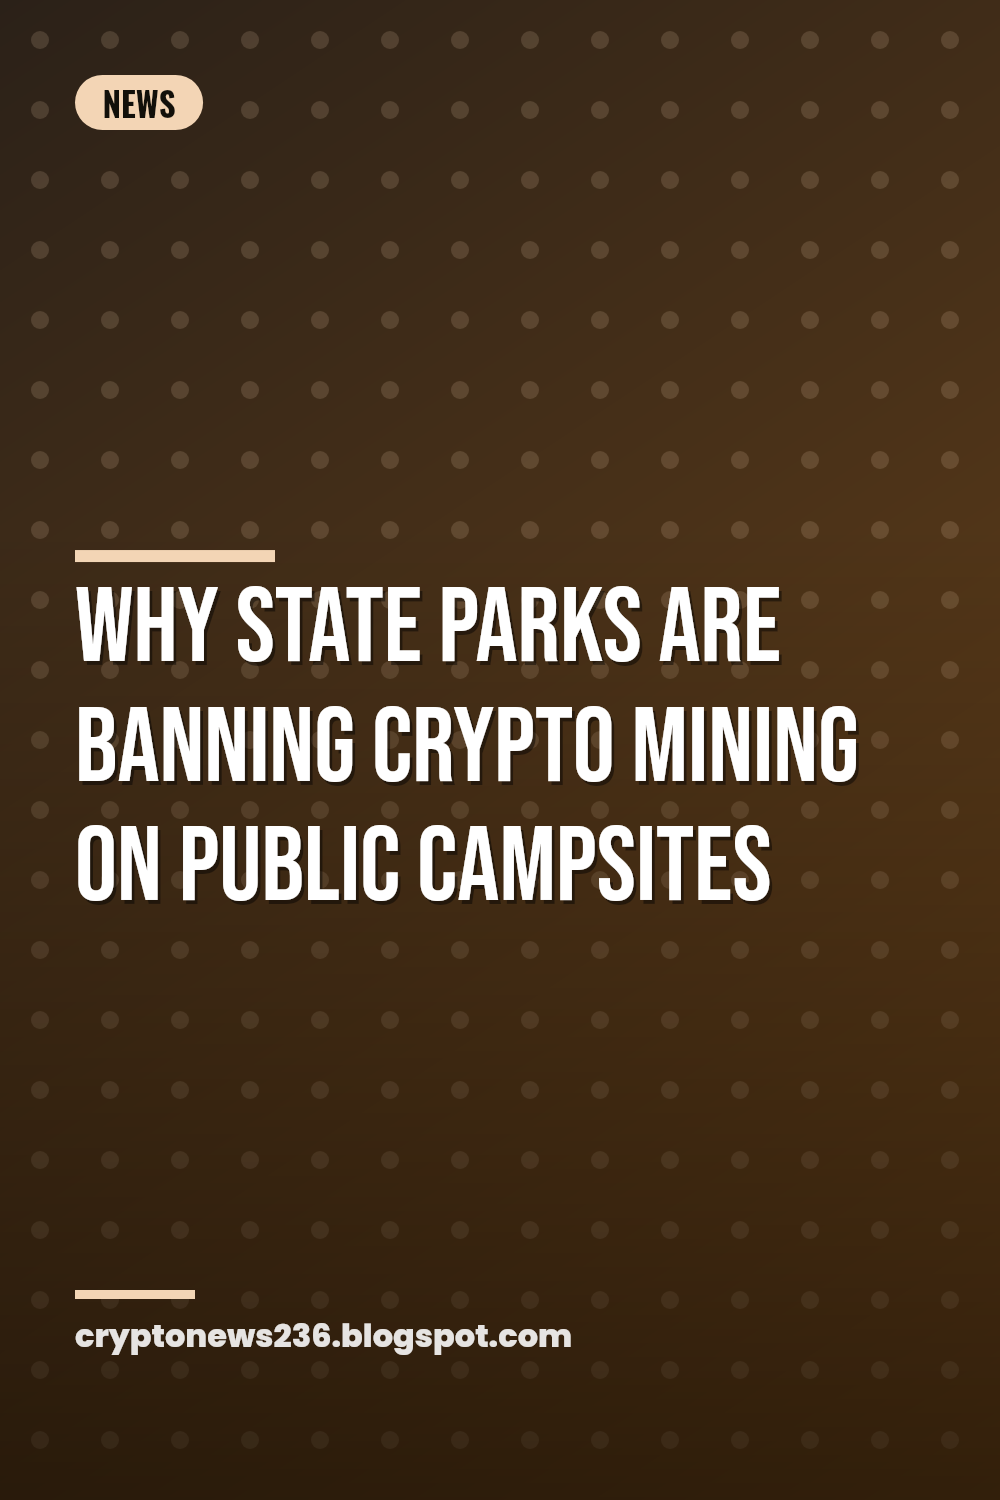 NEWS
WHY STATE PARKS ARE
BANNING CRYPTO MINING
ON PUBLIC CAMPSITES
cryptonews236.blogspot.com